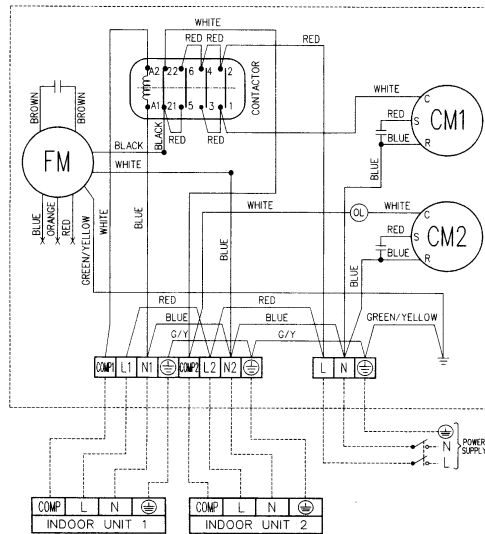 WHITE
RED RED
RED
A2 22 6 4 2
A1 21 5 3 1
CONTACTOR
WHITE
C
RED
S
CM1
BLUE
R
BROWN
BROWN
FM
BLACK
BLACK
WHITE
RED
RED
BLUE
WHITE
OL
WHITE
C
RED
S
CM2
BLUE
R
BLUE
ORANGE
RED
GREEN/YELLOW
WHITE
BLUE
BLUE
BLUE
RED
RED
BLUE
BLUE
GREEN/YELLOW
G/Y
G/Y
COMP1 L1 N1 COMP2 L2 N2
L N
N
L
POWER SUPPLY
COMP L N
INDOOR UNIT 1
COMP L N
INDOOR UNIT 2